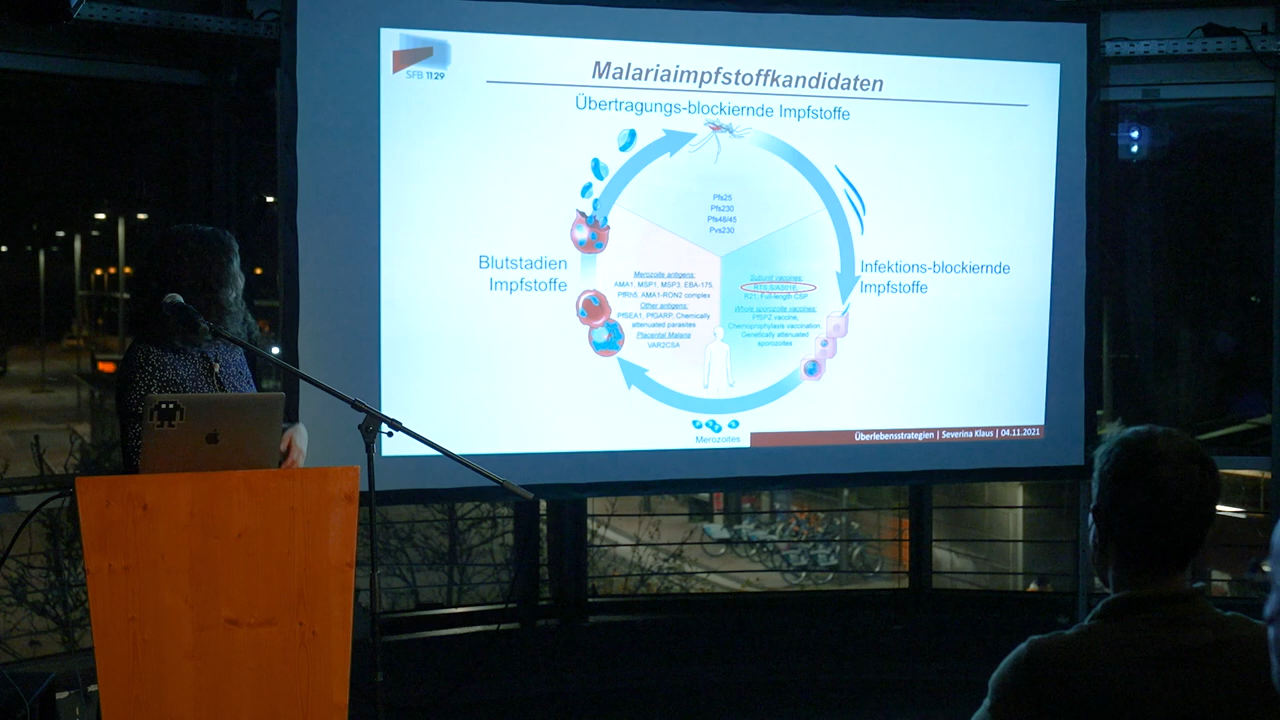 SFB 1129
Malariaimpfstoffkandidaten
Übertragungs-blockiernde Impfstoffe
Pfs25
Pfs230
Pfs48/45
Pvs230
Blutstadien
Impfstoffe
Merozoite antigens:
AMA1, MSP1, MSP3, EBA-175,
PfRh5, AMA1-RON2 complex
Other antigens:
PfSEA1, PfGARP, Chemically
attenuated parasites
Placental Malaria
VAR2CSA
Subunit vaccines:
RTS,S/AS01E,
R21, Full-length CSP
Whole sporozoite vaccines:
PfSPZ vaccine,
Chemoprophylaxis vaccination,
Genetically attenuated
sporozoites
Infektions-blockiernde
Impfstoffe
Merozoites
Überlebensstrategien | Severina Klaus | 04.11.2021